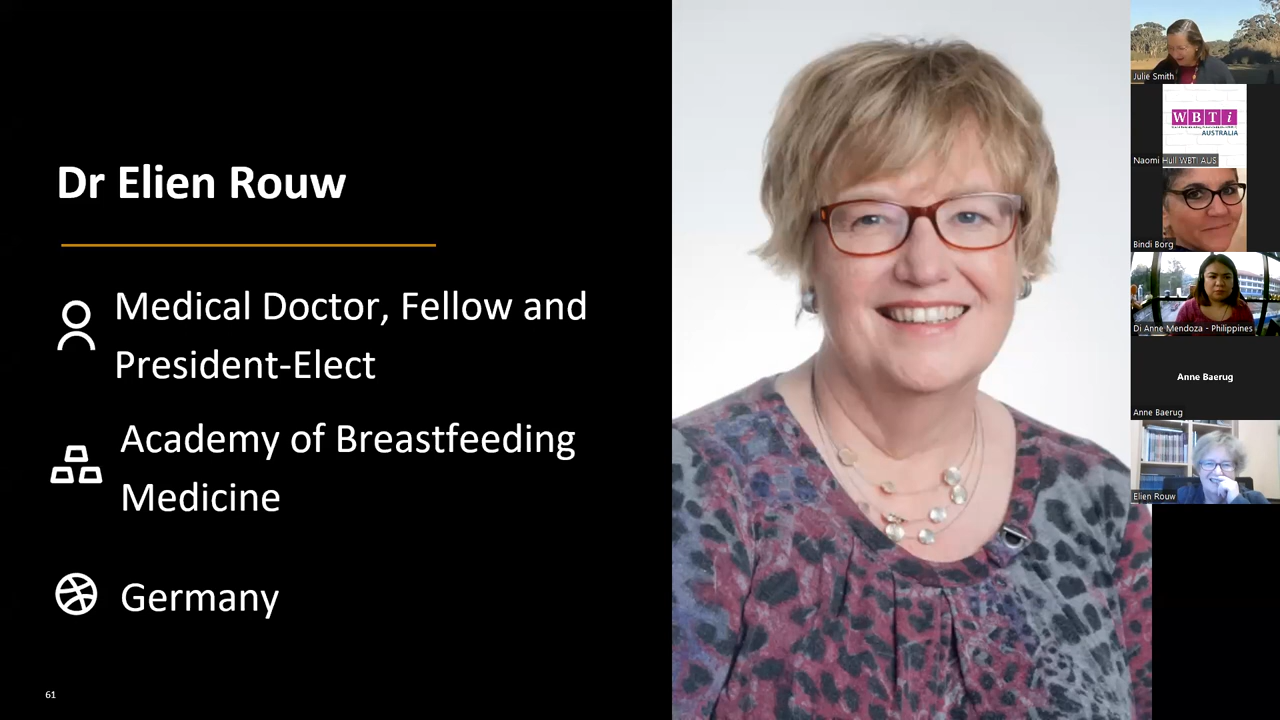 Dr Elien Rouw
Medical Doctor, Fellow and
President-Elect
Academy of Breastfeeding
Medicine
Germany
61
Julie Smith
WBTi
AUSTRALIA
Naomi Hull WBTI AUS
Bindi Borg
Di Anne Mendoza - Philippines
Anne Baerug
Anne Baerug
Elien Rouw